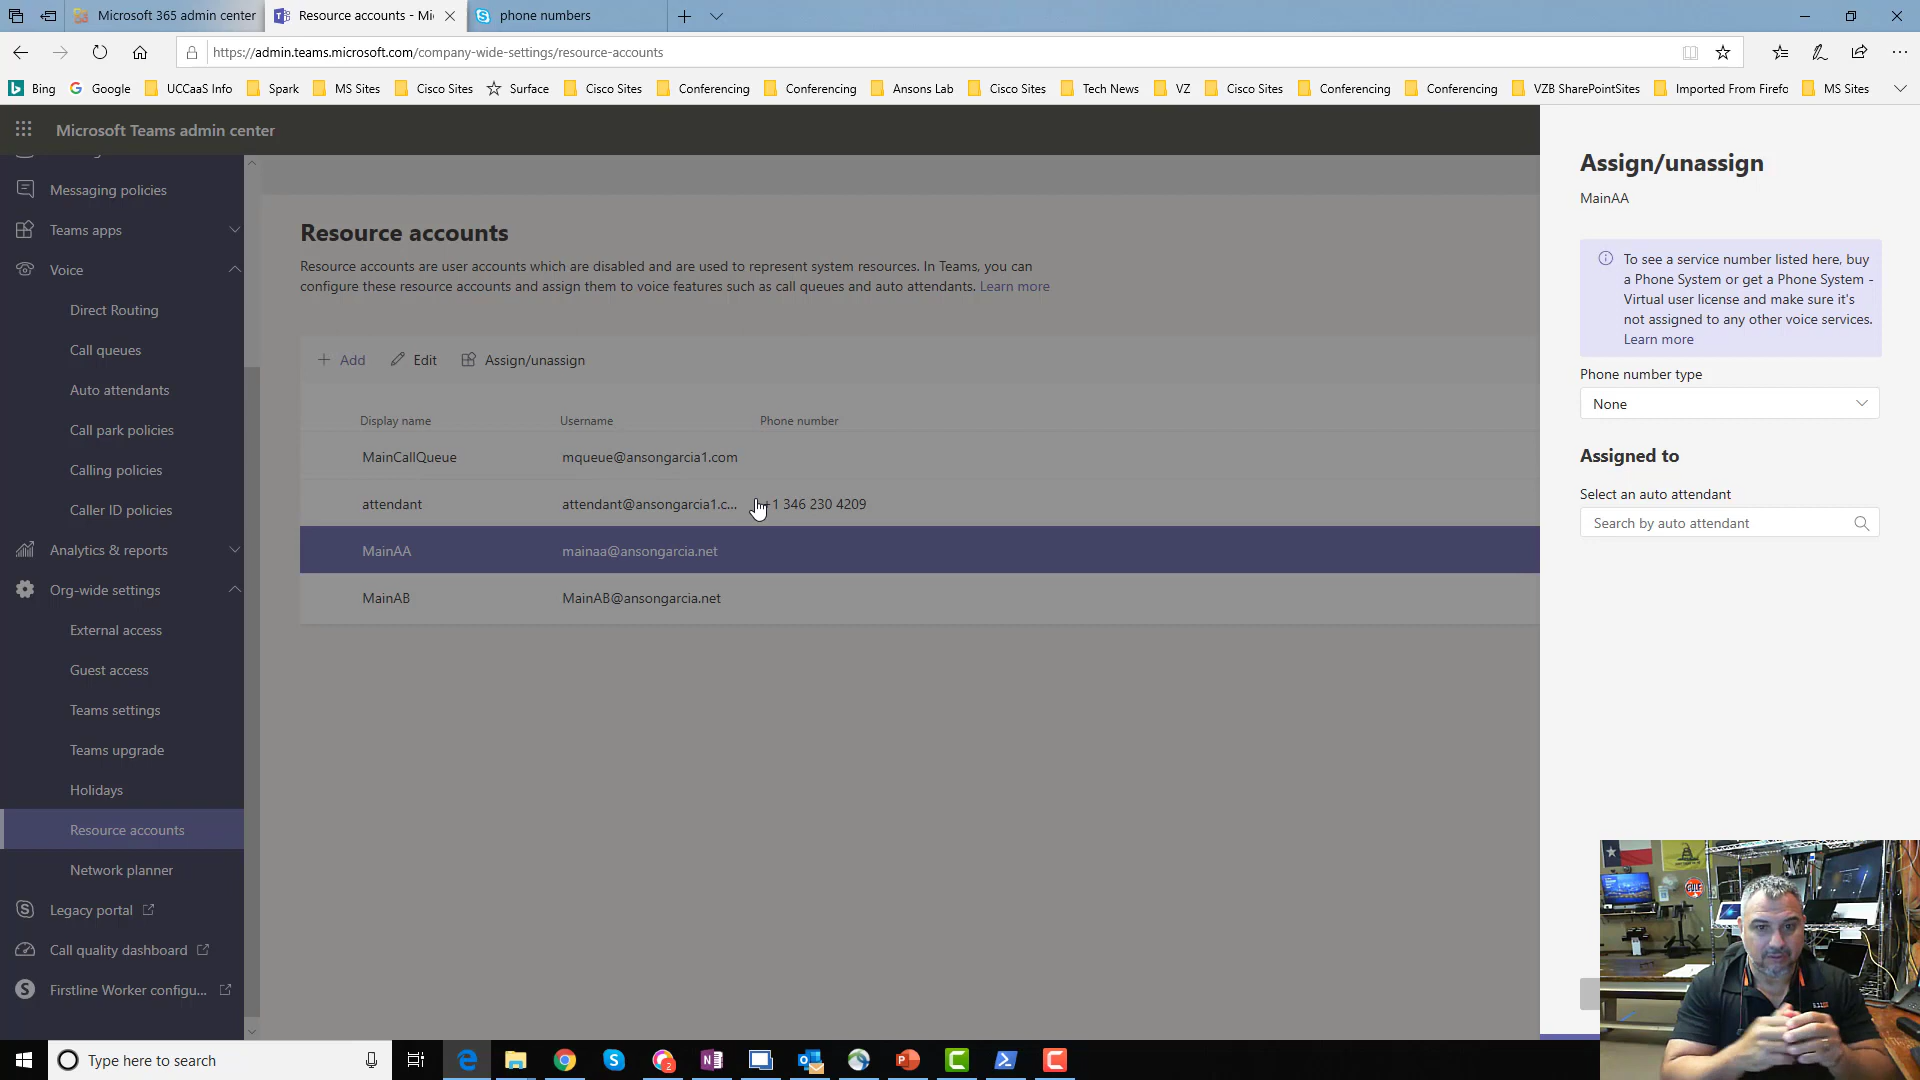 Microsoft 365 admin center
Resource accounts - Mi
phone numbers
https://admin.teams.microsoft.com/company-wide-settings/resource-accounts
Bing
Google
UCCaaS Info
Spark
MS Sites
Cisco Sites
Surface
Cisco Sites
Conferencing
Conferencing
Ansons Lab
Cisco Sites
Tech News
VZ
Cisco Sites
Conferencing
Conferencing
VZB SharePointSites
Imported From Firefo
MS Sites
Microsoft Teams admin center
Messaging policies
Teams apps
Voice
Direct Routing
Call queues
Auto attendants
Call park policies
Calling policies
Caller ID policies
Analytics & reports
Org-wide settings
External access
Guest access
Teams settings
Teams upgrade
Holidays
Resource accounts
Network planner
Legacy portal
Call quality dashboard
Firstline Worker configu...
Resource accounts
Resource accounts are user accounts which are disabled and are used to represent system resources. In Teams, you can
configure these resource accounts and assign them to voice features such as call queues and auto attendants. Learn more
Add
Edit
Assign/unassign
Display name
Username
Phone number
MainCallQueue
mqueue@ansongarcia1.com
attendant
attendant@ansongarcia1.c...
+1 346 230 4209
MainAA
mainaa@ansongarcia.net
MainAB
MainAB@ansongarcia.net
Assign/unassign
MainAA
To see a service number listed here, buy
a Phone System or get a Phone System -
Virtual user license and make sure it's
not assigned to any other voice services.
Learn more
Phone number type
None
Assigned to
Select an auto attendant
Search by auto attendant
GULF
Type here to search
2